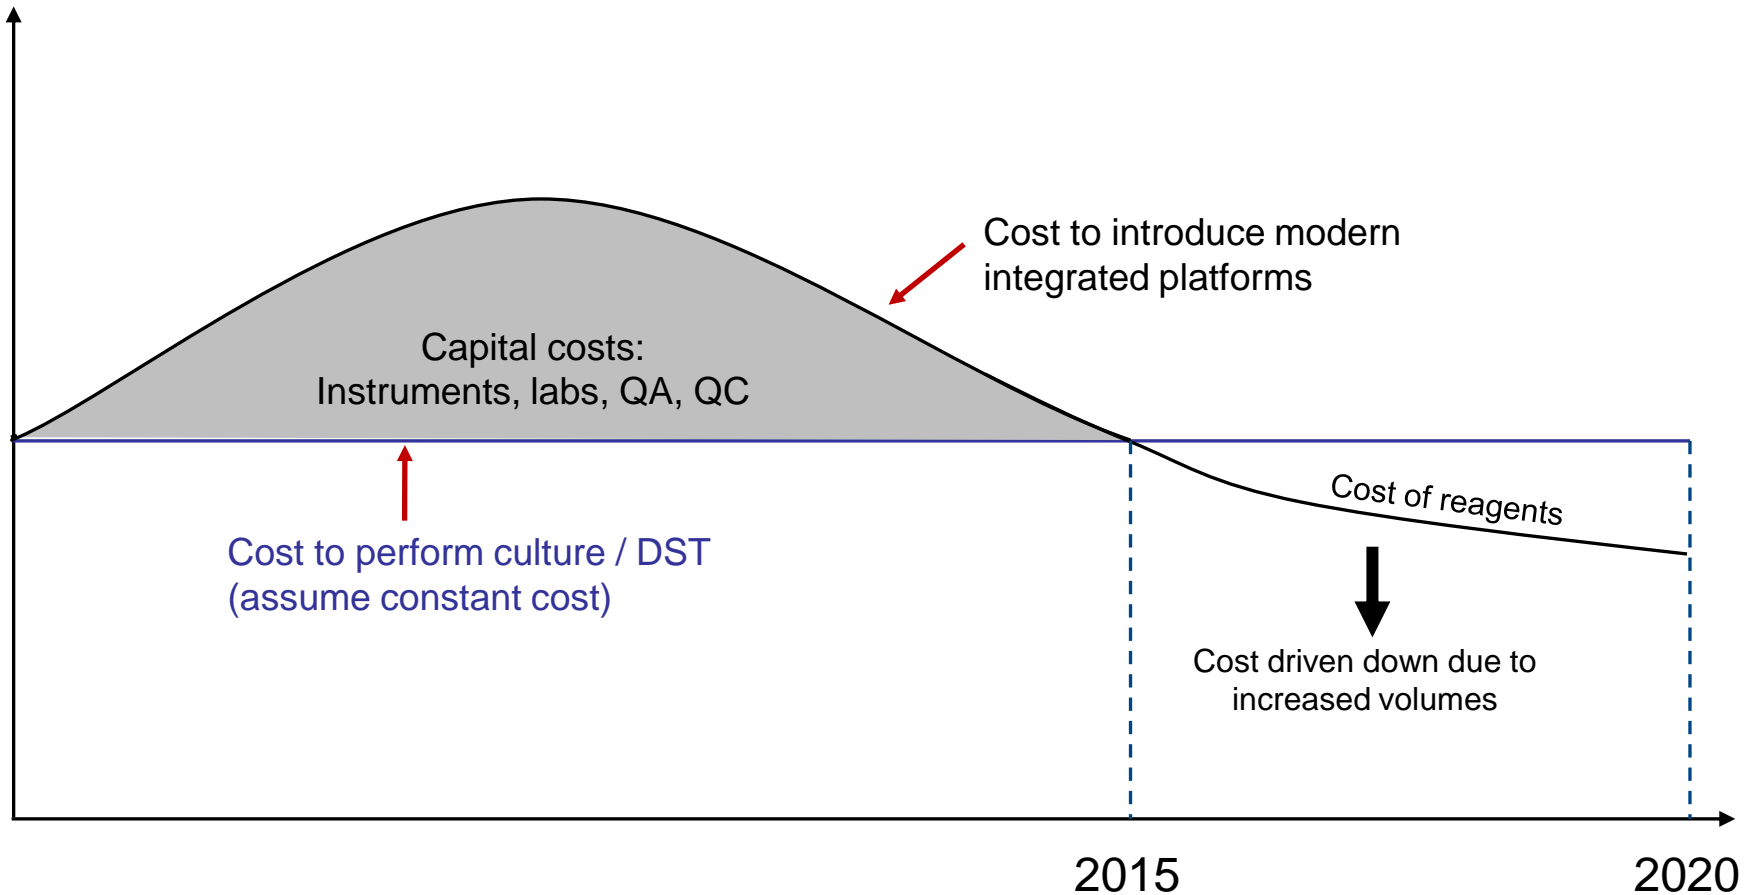 Cost to introduce modern
integrated platforms
Capital costs:
Instruments, labs, QA, QC
Cost of reagents
Cost to perform culture / DST
(assume constant cost)
Cost driven down due to
increased volumes
2015
2020